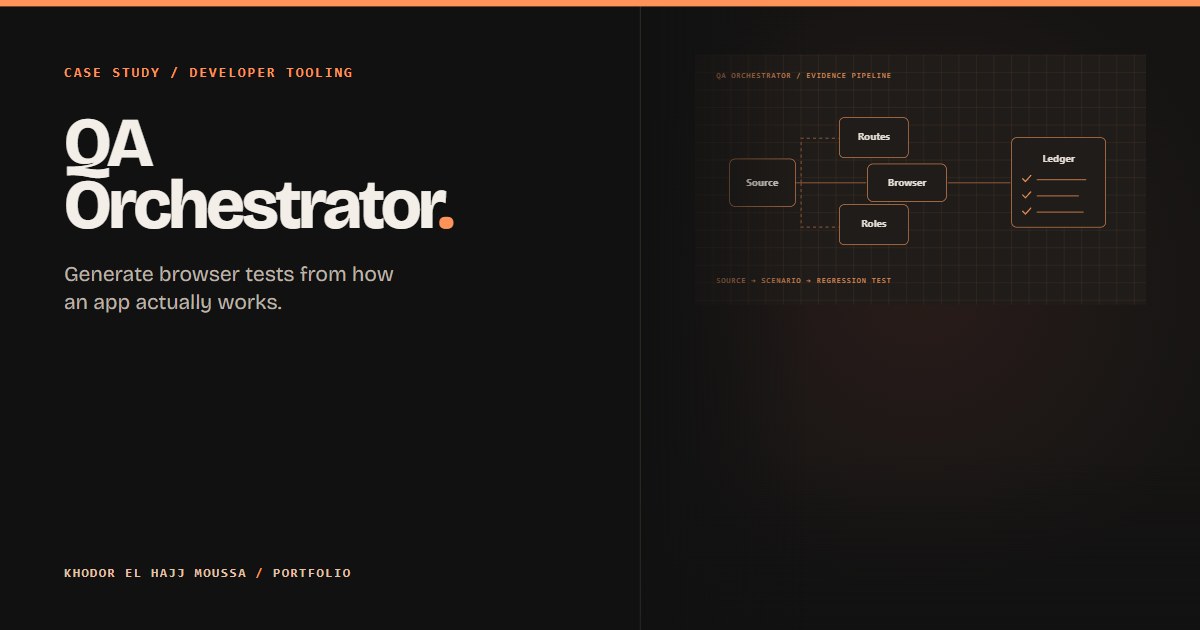 CASE STUDY / DEVELOPER TOOLING
QA
Orchestrator.
Generate browser tests from how
an app actually works.
KHODOR EL HAJJ MOUSSA / PORTFOLIO
QA ORCHESTRATOR / EVIDENCE PIPELINE
Routes
Source
Browser
Roles
Ledger
SOURCE → SCENARIO → REGRESSION TEST